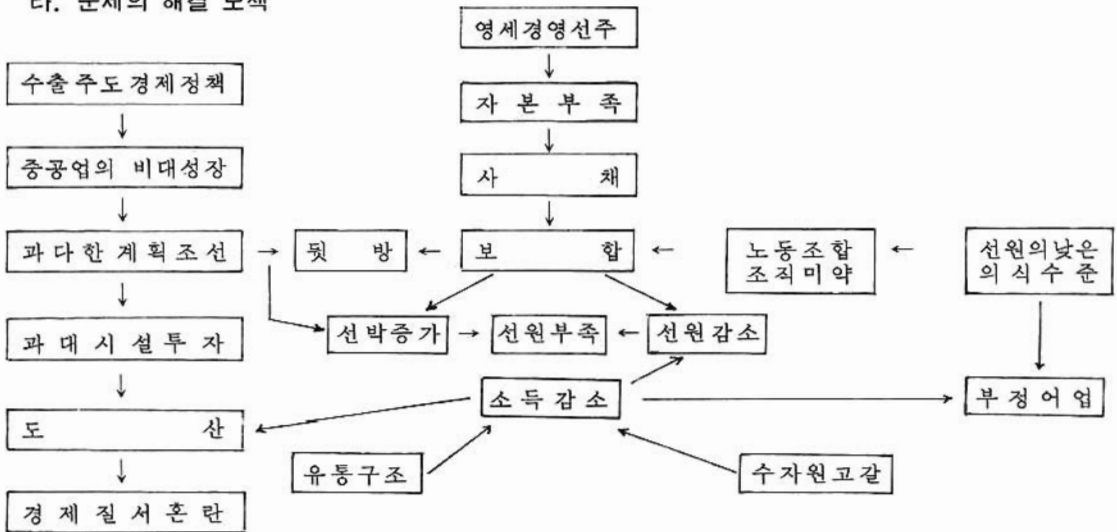 라. 문제의 해결 모색
영세경영선주
수출주도경제정책
자본부족
↓
중공업의 비대성장
사채
과다한계획조선 → 뒷방 ← 보합 ← 노동조합 ← 선원의낮은
조직미약 의식수준
과대시설투자
선박증가 → 선원부족 ← 선원감소
소득감소
부정어업
도산
유통구조
수자원고갈
경제질서혼란